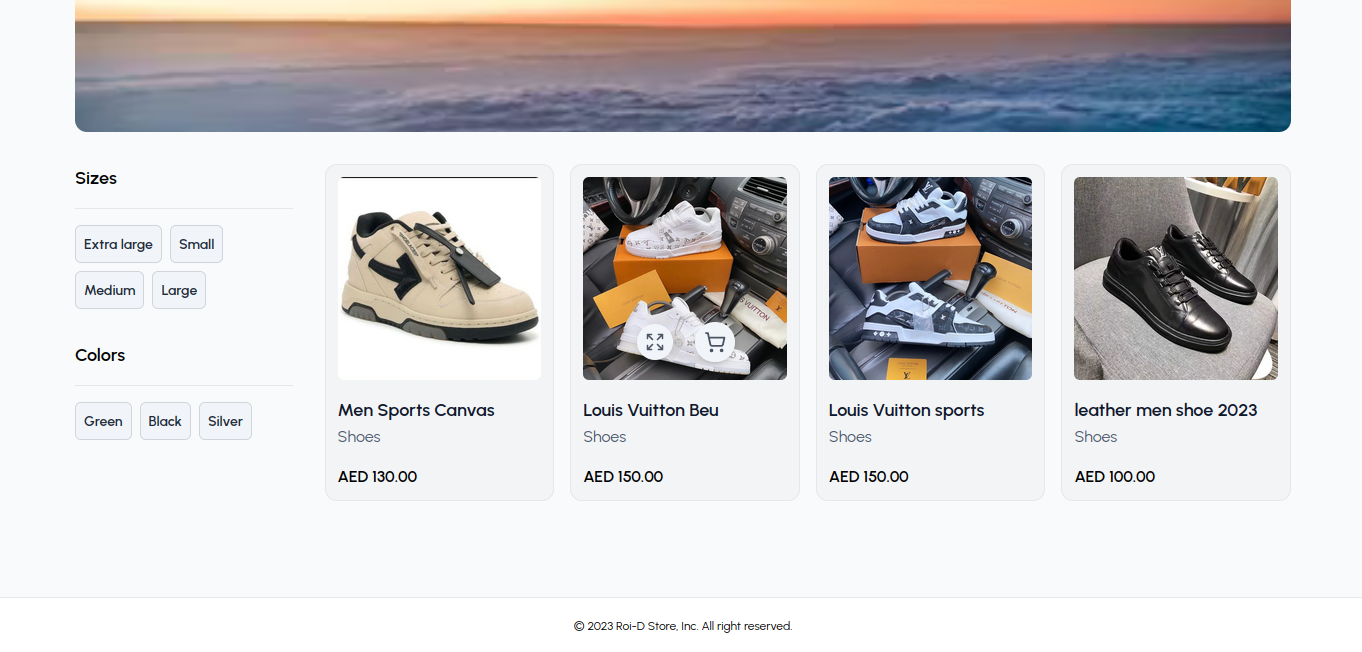 Sizes
Extra large
Small
Medium
Large
Colors
Green
Black
Silver
Men Sports Canvas
Shoes
AED 130.00
LOUIS VUITTON
Louis Vuitton Beu
Shoes
AED 150.00
Louis Vuitton sports
Shoes
AED 150.00
leather men shoe 2023
Shoes
AED 100.00
© 2023 Roi-D Store, Inc. All right reserved.